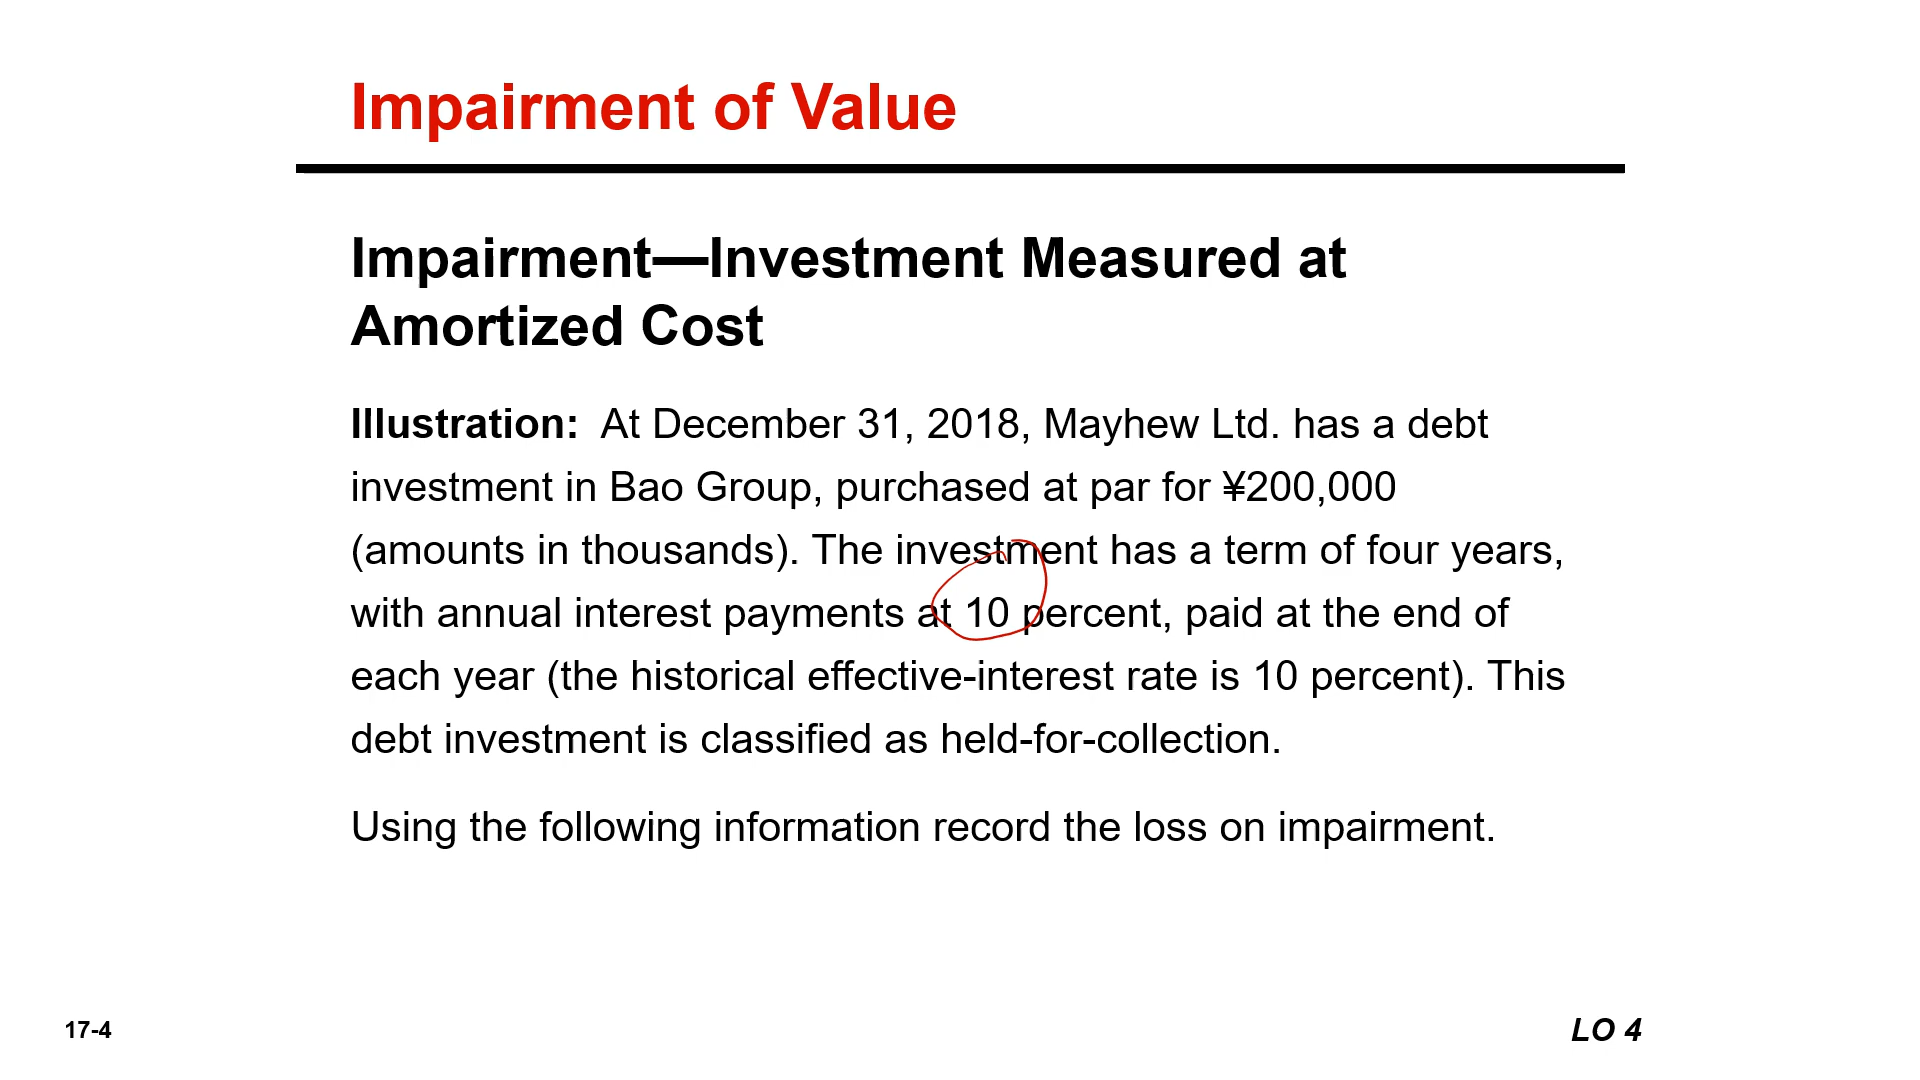 Impairment of Value
Impairment—Investment Measured at
Amortized Cost
Illustration: At December 31, 2018, Mayhew Ltd. has a debt
investment in Bao Group, purchased at par for ¥200,000
(amounts in thousands). The investment has a term of four years,
with annual interest payments at 10 percent, paid at the end of
each year (the historical effective-interest rate is 10 percent). This
debt investment is classified as held-for-collection.
Using the following information record the loss on impairment.
17-4
LO 4